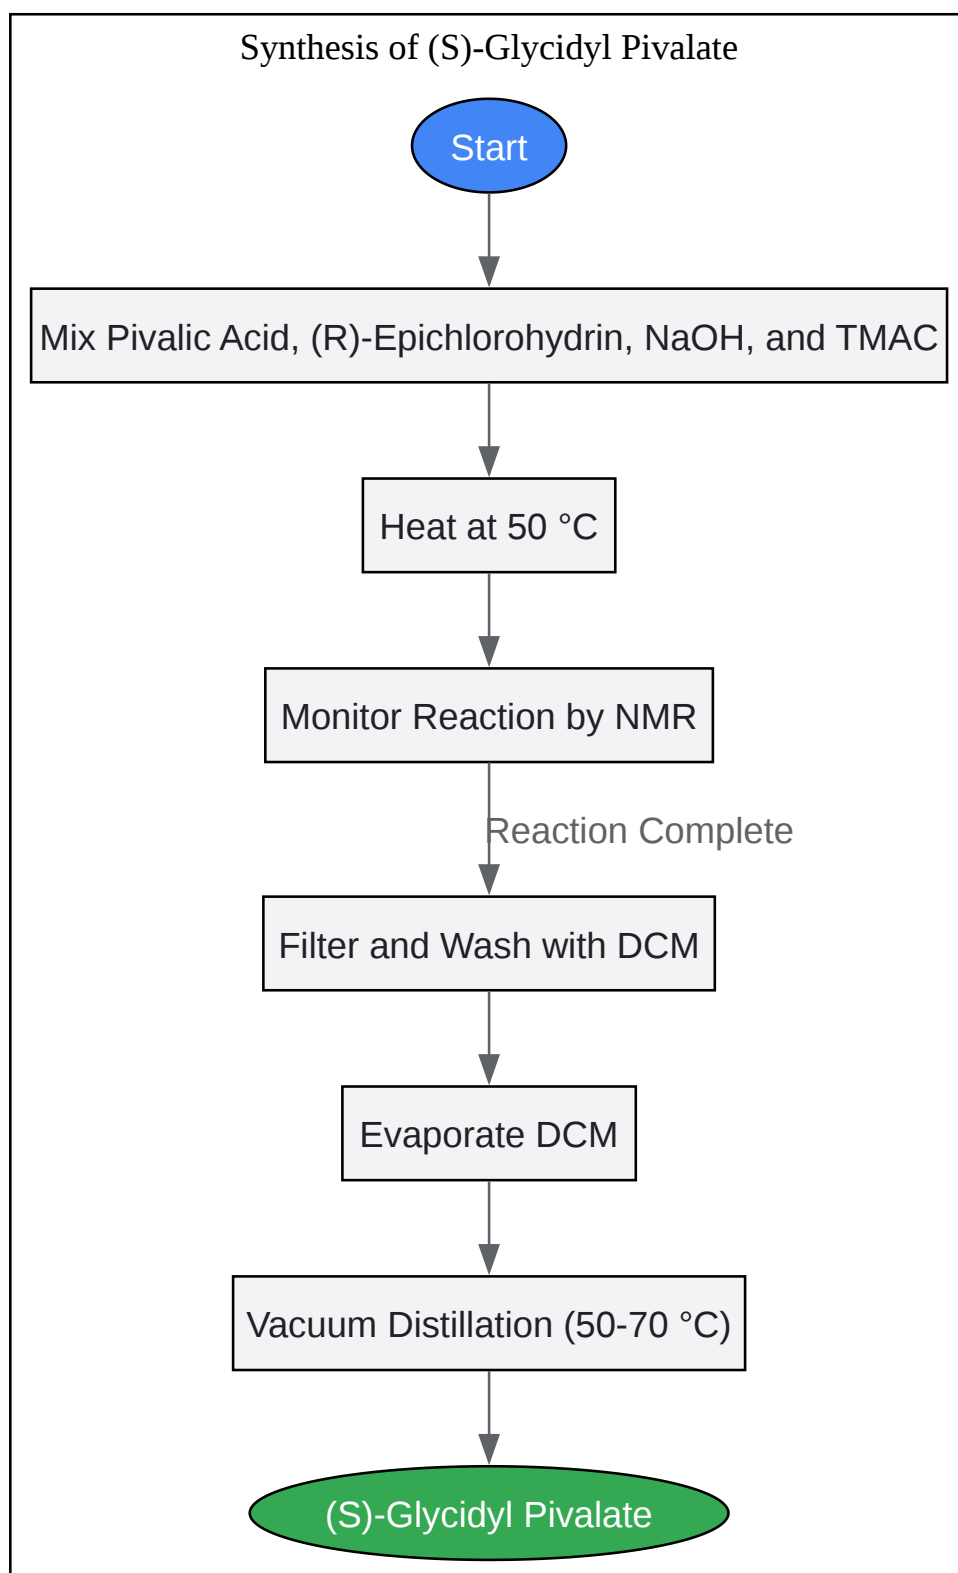 Synthesis of (S)-Glycidyl Pivalate
Start
Mix Pivalic Acid, (R)-Epichlorohydrin, NaOH, and TMAC
Heat at 50 °C
Monitor Reaction by NMR
Reaction Complete
Filter and Wash with DCM
Evaporate DCM
Vacuum Distillation (50-70 °C)
(S)-Glycidyl Pivalate